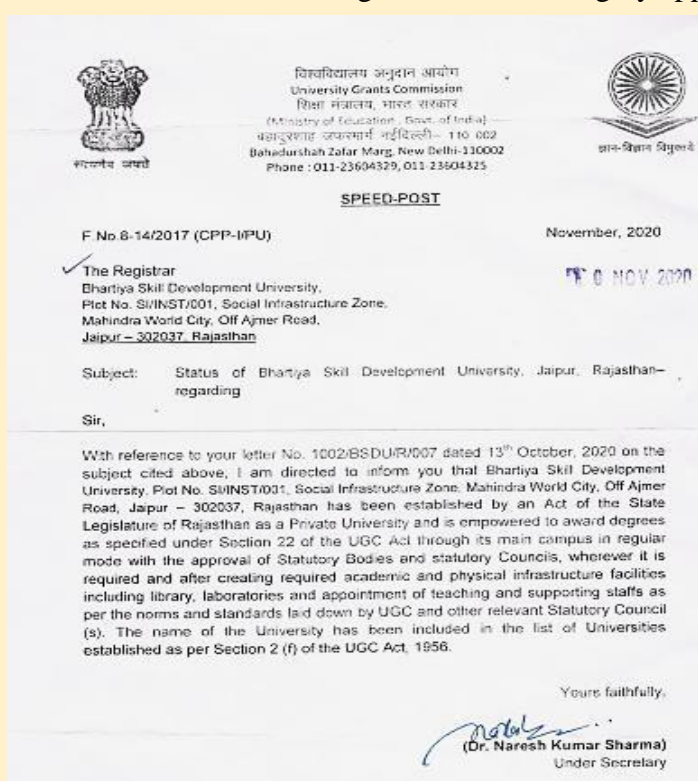 विश्वविद्यालय अनुदान आयोग
University Grants Commission
शिक्षा मंत्रालय, भारत सरकार
(Ministry of Education, Govt. of India)
बहादुरशाह ज़फरमार्ग नईदिल्ली– 110 002
Bahadurshah Zafar Marg, New Delhi-110002
Phone : 011-23604329, 011-23604325
सत्यमेव जयते
ज्ञान-विज्ञान विमुक्तये
SPEED-POST
F.No.8-14/2017 (CPP-I/PU)
November, 2020
The Registrar
0 NOV 2020
Bhartiya Skill Development University,
Plot No. SI/INST/001, Social Infrastructure Zone,
Mahindra World City, Off Ajmer Road,
Jaipur – 302037, Rajasthan
Subject: Status of Bhartiya Skill Development University, Jaipur, Rajasthan–
regarding
Sir,
With reference to your letter No. 1002/BSDU/R/007 dated 13th October, 2020 on the
subject cited above, I am directed to inform you that Bhartiya Skill Development
University, Plot No. SI/INST/001, Social Infrastructure Zone, Mahindra World City, Off Ajmer
Road, Jaipur – 302037, Rajasthan has been established by an Act of the State
Legislature of Rajasthan as a Private University and is empowered to award degrees
as specified under Section 22 of the UGC Act through its main campus in regular
mode with the approval of Statutory Bodies and statutory Councils, wherever it is
required and after creating required academic and physical infrastructure facilities
including library, laboratories and appointment of teaching and supporting staffs as
per the norms and standards laid down by UGC and other relevant Statutory Council
(s). The name of the University has been included in the list of Universities
established as per Section 2 (f) of the UGC Act, 1956.
Yours faithfully,
(Dr. Naresh Kumar Sharma)
Under Secretary